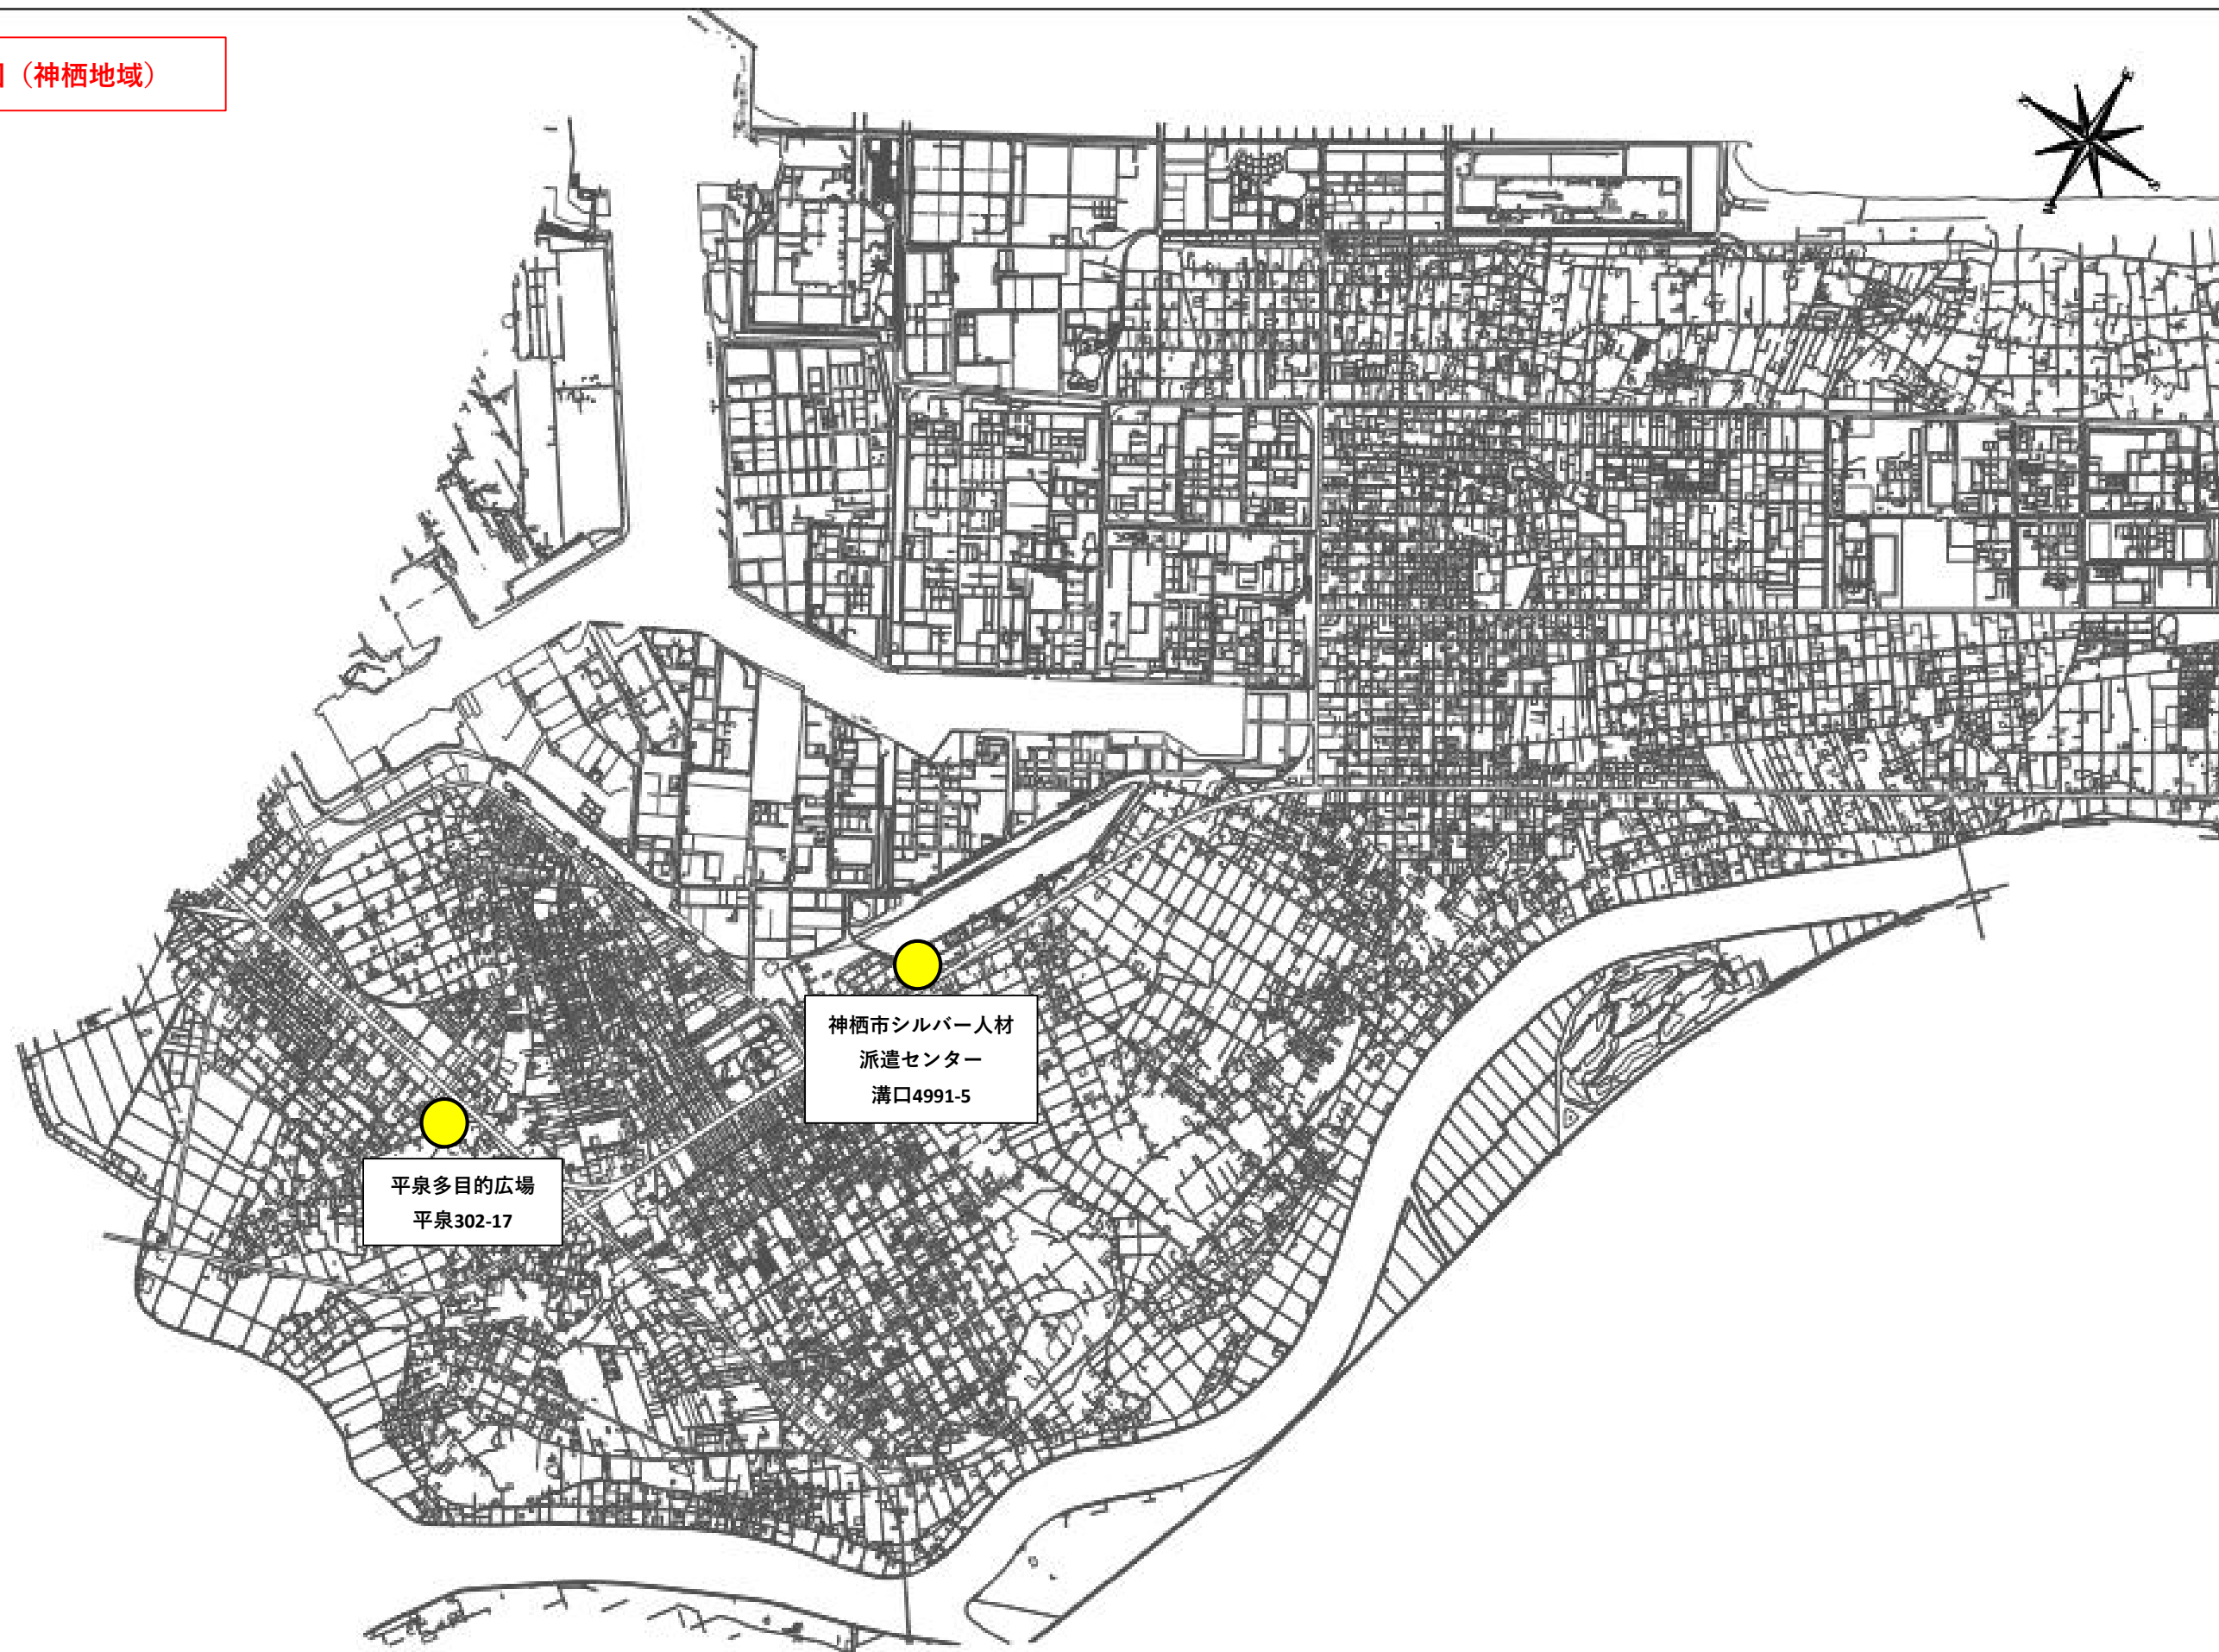 （神栖地域）
神栖市シルバー人材
派遣センター
溝口4991-5
平泉多目的広場
平泉302-17